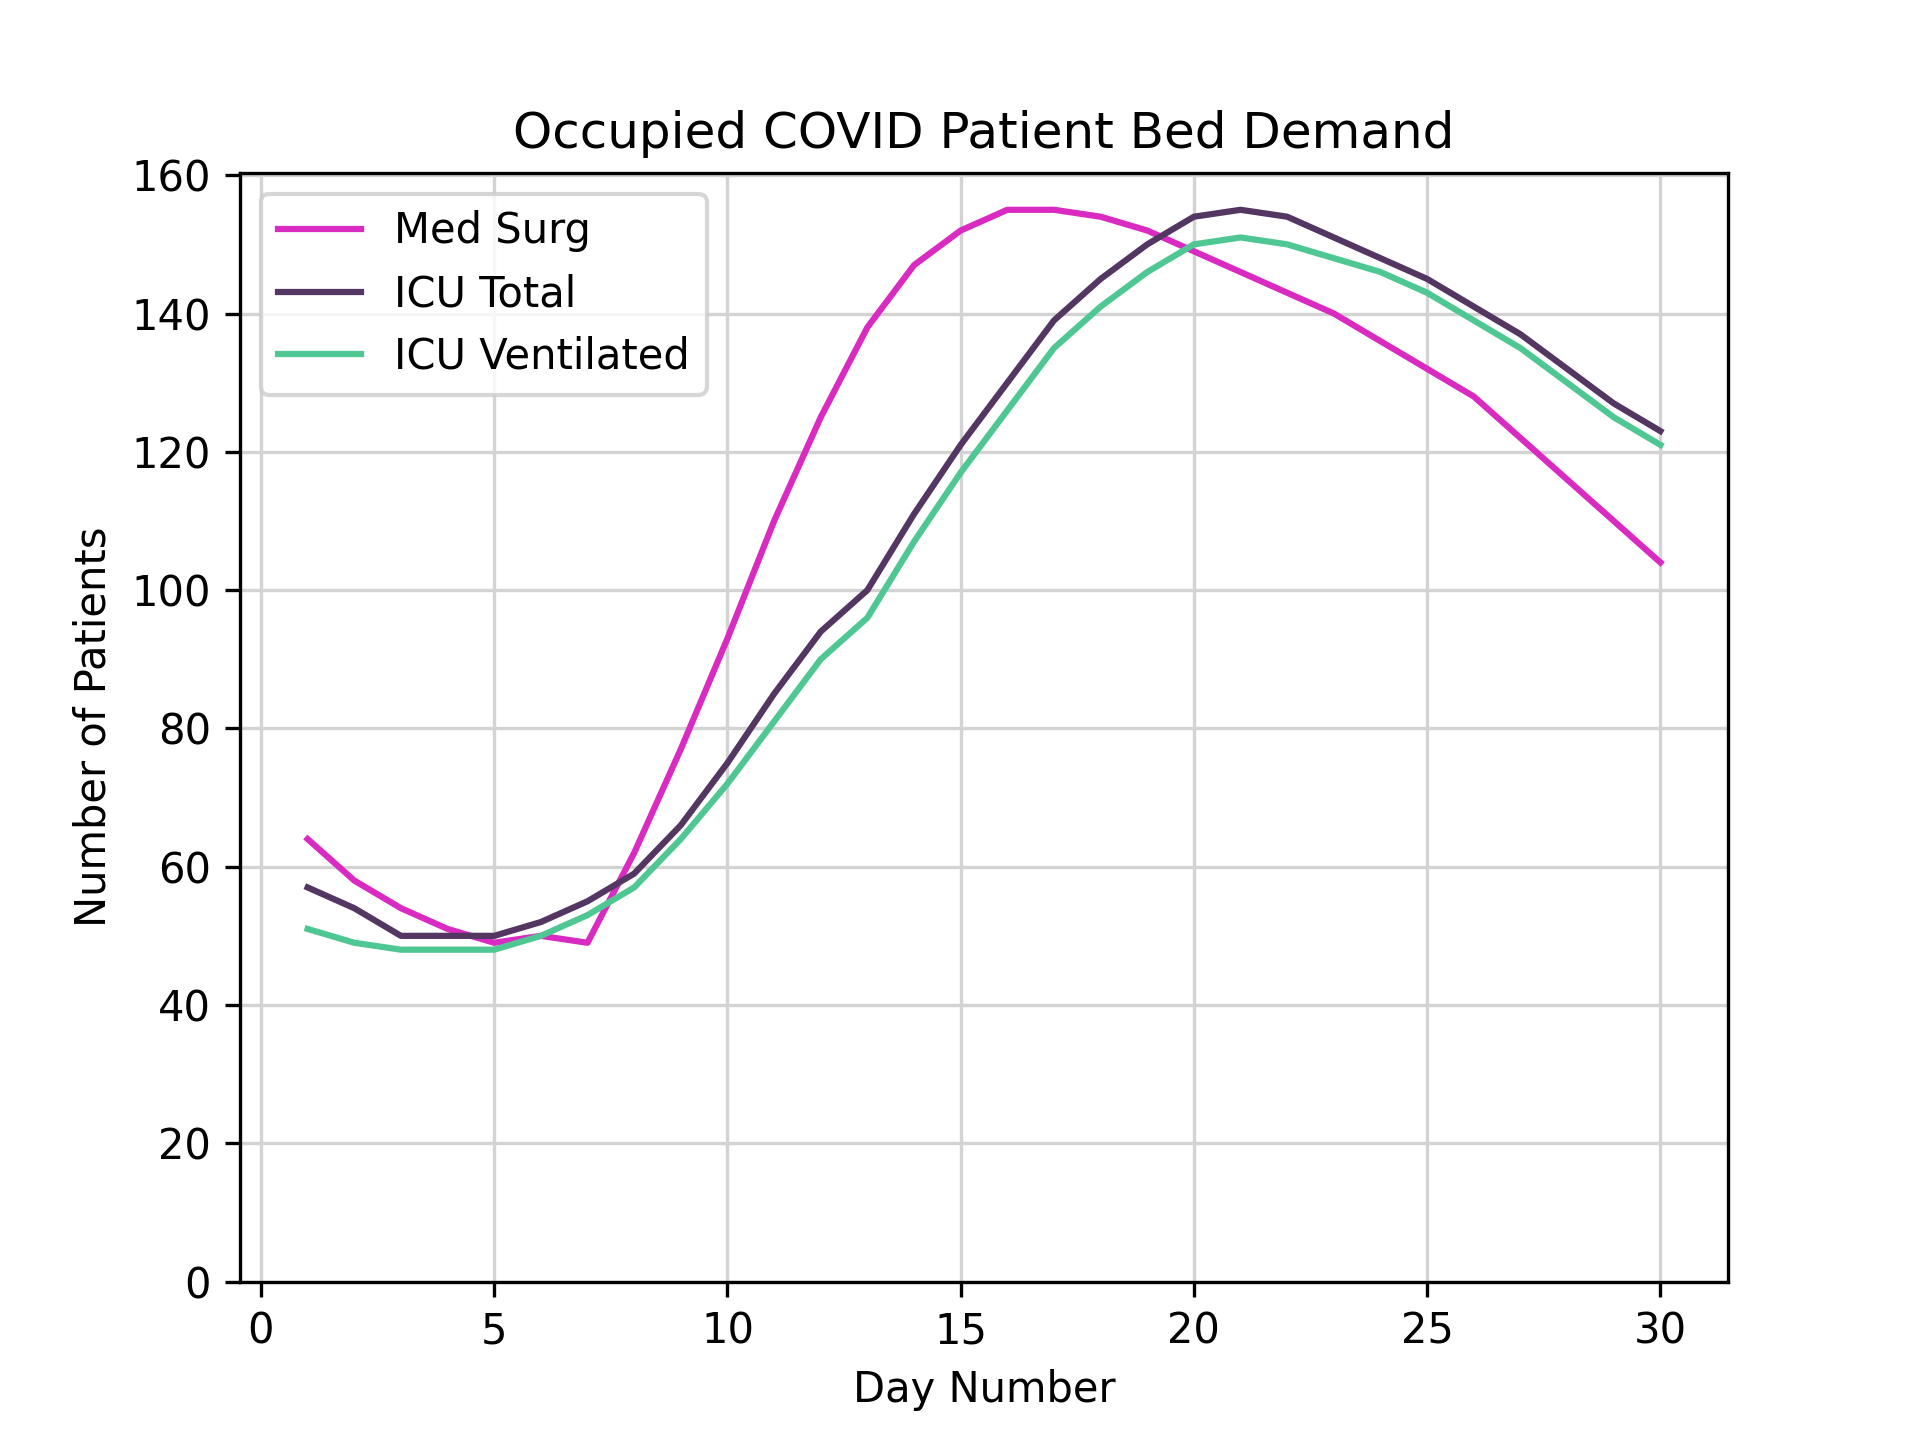 Occupied COVID Patient Bed Demand
160
140
120
100
80
60
40
20
0
Number of Patients
Med Surg
ICU Total
ICU Ventilated
0 5 10 15 20 25 30
Day Number